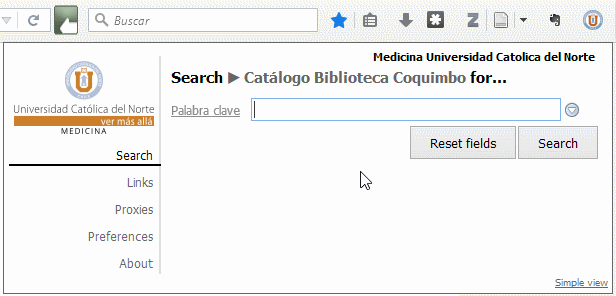 Buscar
Medicina Universidad Catolica del Norte
Search ▶ Catálogo Biblioteca Coquimbo for...
Universidad Católica del Norte
ver más allá
MEDICINA
Palabra clave
Reset fields Search
Search
Links
Proxies
Preferences
About
Simple view